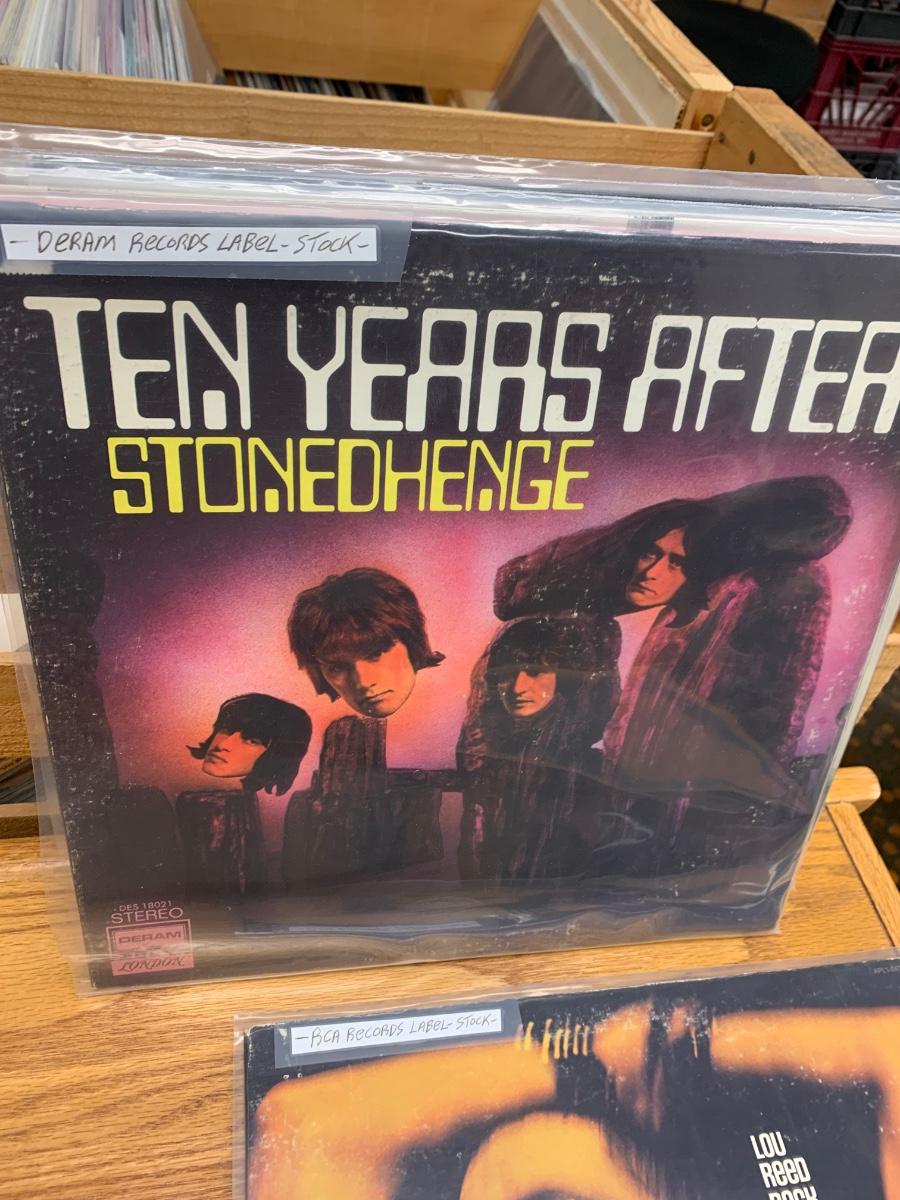 - DERAM RECORDS LABEL - STOCK -
TEN YEARS AFTER
STONEDHENGE
DES 18021
STEREO
DERAM
LONDON
- RCA RECORDS LABEL - STOCK -
LOU
REED